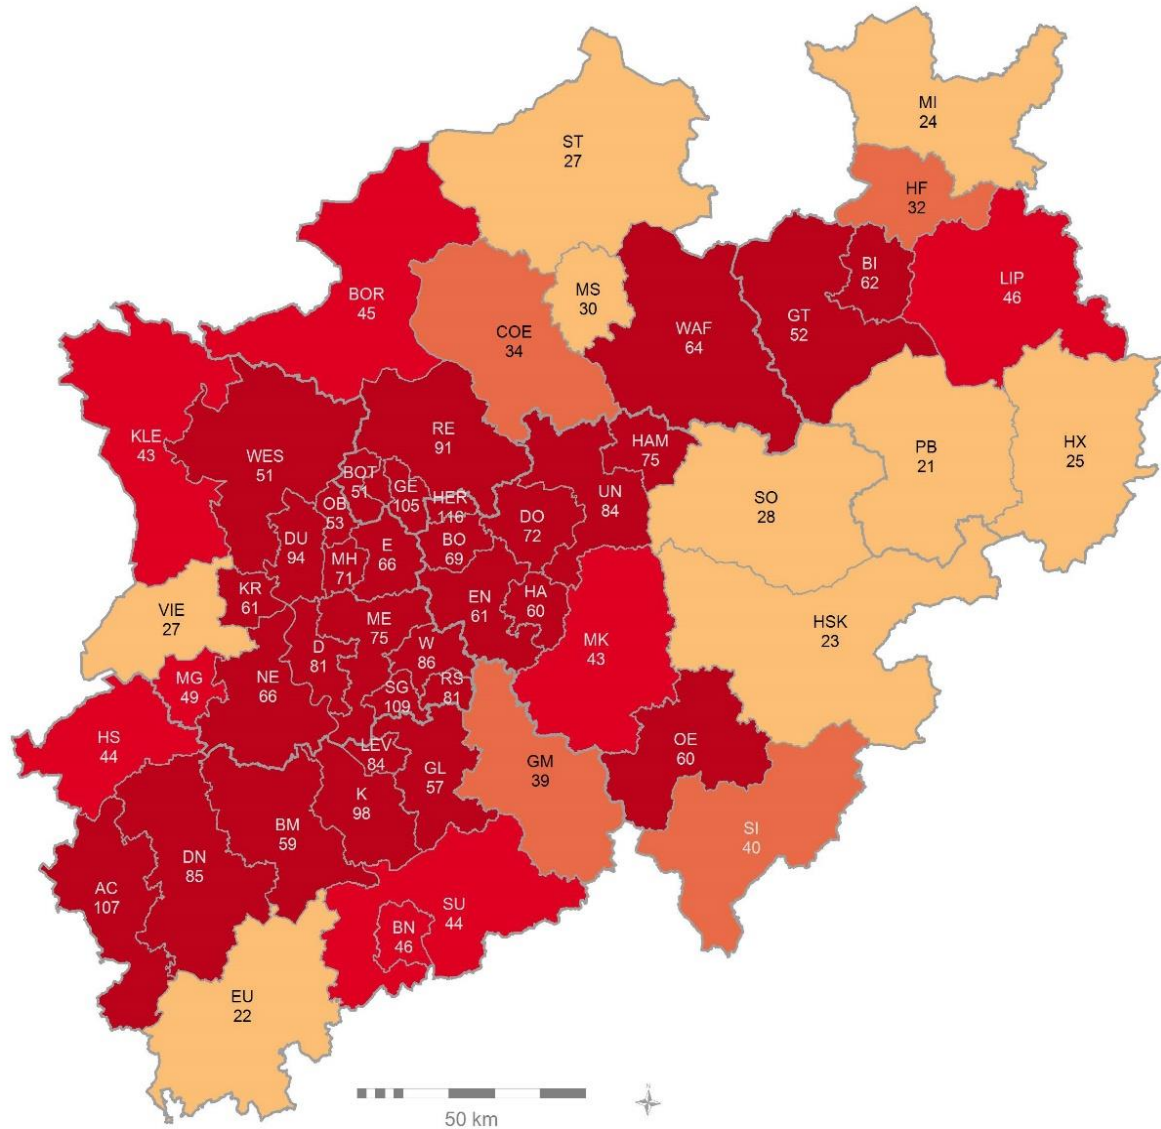 MI
24
ST
27
HF
32
BI
62
LIP
46
BOR
45
MS
30
GT
52
COE
34
WAF
64
KLE
43
WES
51
RE
91
HAM
75
PB
21
HX
25
BOT
51
GE
105
HER
116
UN
84
SO
28
OB
53
DO
72
DU
94
E
66
BO
69
MH
71
KR
61
EN
61
HA
60
VIE
27
ME
75
HSK
23
D
81
W
86
MK
43
MG
49
NE
66
SG
109
RS
81
HS
44
OE
60
LEV
84
GL
57
GM
39
K
98
BM
59
SI
40
DN
85
AC
107
SU
44
BN
46
EU
22
N
50 km